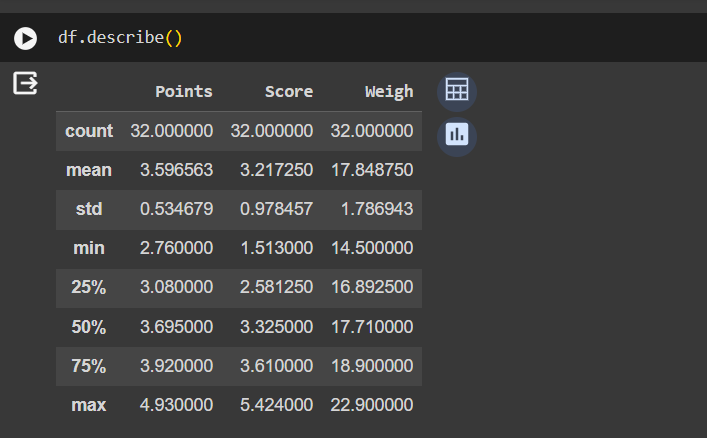 df.describe()
Points Score Weigh
count 32.000000 32.000000 32.000000
mean 3.596563 3.217250 17.848750
std 0.534679 0.978457 1.786943
min 2.760000 1.513000 14.500000
25% 3.080000 2.581250 16.892500
50% 3.695000 3.325000 17.710000
75% 3.920000 3.610000 18.900000
max 4.930000 5.424000 22.900000